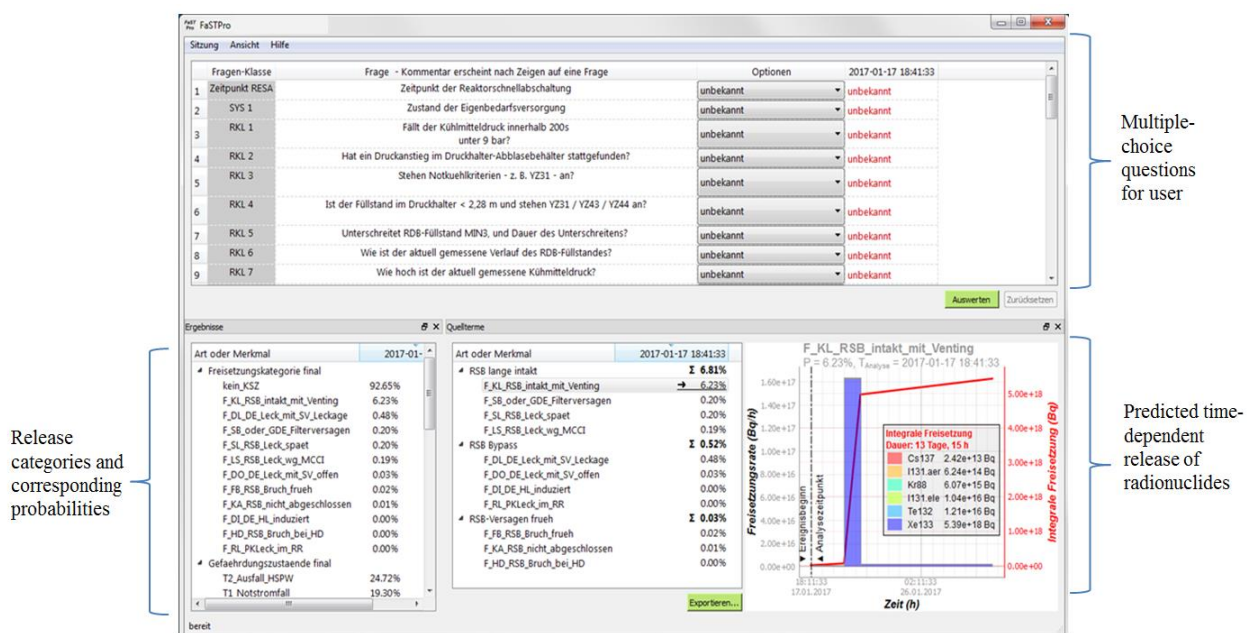 FaST Pro FaSTPro
Sitzung Ansicht Hilfe
Fragen-Klasse Frage - Kommentar erscheint nach Zeigen auf eine Frage Optionen 2017-01-17 18:41:33
1 Zeitpunkt RESA Zeitpunkt der Reaktorschnellabschaltung unbekannt unbekannt
2 SYS 1 Zustand der Eigenbedarfsversorgung unbekannt unbekannt
3 RKL 1 Fällt der Kühlmitteldruck innerhalb 200s
unter 9 bar? unbekannt unbekannt
4 RKL 2 Hat ein Druckanstieg im Druckhalter-Abblasebehälter stattgefunden? unbekannt unbekannt
5 RKL 3 Stehen Notkuehlkriterien - z. B. YZ31 - an? unbekannt unbekannt
6 RKL 4 Ist der Füllstand im Druckhalter < 2,28 m und stehen YZ31 / YZ43 / YZ44 an? unbekannt unbekannt
7 RKL 5 Unterschreitet RDB-Füllstand MIN3, und Dauer des Unterschreitens? unbekannt unbekannt
8 RKL 6 Wie ist der aktuell gemessene Verlauf des RDB-Füllstandes? unbekannt unbekannt
9 RKL 7 Wie hoch ist der aktuell gemessene Kühmitteldruck? unbekannt unbekannt
Auswerten Zurücksetzen
Multiple-
choice
questions
for user
Ergebnisse
Art oder Merkmal 2017-01-
Freisetzungskategorie final
kein_KSZ 92.65%
F_KL_RSB_intakt_mit_Venting 6.23%
F_DL_DE_Leck_mit_SV_Leckage 0.48%
F_SB_oder_GDE_Filterversagen 0.20%
F_SL_RSB_Leck_spaet 0.20%
F_LS_RSB_Leck_wg_MCCI 0.19%
F_DO_DE_Leck_mit_SV_offen 0.03%
F_FB_RSB_Bruch_frueh 0.02%
F_KA_RSB_nicht_abgeschlossen 0.01%
F_DI_DE_HL_induziert 0.00%
F_HD_RSB_Bruch_bei_HD 0.00%
F_RL_PKLeck_im_RR 0.00%
Gefaehrdungszustaende final
T2_Ausfall_HSPW 24.72%
T1_Notstromfall 19.30%
bereit
Release
categories and
corresponding
probabilities
Quellterme
Art oder Merkmal 2017-01-17 18:41:33
RSB lange intakt Σ 6.81%
F_KL_RSB_intakt_mit_Venting → 6.23%
F_SB_oder_GDE_Filterversagen 0.20%
F_SL_RSB_Leck_spaet 0.20%
F_LS_RSB_Leck_wg_MCCI 0.19%
RSB Bypass Σ 0.52%
F_DL_DE_Leck_mit_SV_Leckage 0.48%
F_DO_DE_Leck_mit_SV_offen 0.03%
F_DI_DE_HL_induziert 0.00%
F_RL_PKLeck_im_RR 0.00%
RSB-Versagen frueh Σ 0.03%
F_FB_RSB_Bruch_frueh 0.02%
F_KA_RSB_nicht_abgeschlossen 0.01%
F_HD_RSB_Bruch_bei_HD 0.00%
Exportieren...
F_KL_RSB_intakt_mit_Venting
P = 6.23%, TAnalyse = 2017-01-17 18:41:33
Freisetzungsrate (Bq/h)
1.60e+17
1.40e+17
1.20e+17
1.00e+17
8.00e+16
6.00e+16
4.00e+16
2.00e+16
0.00e+00
Ereignisbeginn
Analysezeitpunkt
Integrale Freisetzung
Dauer: 13 Tage, 15 h
Cs137 2.42e+13 Bq
I131.aer 6.24e+14 Bq
Kr88 6.07e+15 Bq
I131.ele 1.04e+16 Bq
Te132 1.21e+16 Bq
Xe133 5.39e+18 Bq
5.00e+18
4.00e+18
3.00e+18
2.00e+18
1.00e+18
0.00e+00
Integrale Freisetzung (Bq)
18:11:33 02:11:33
17.01.2017 26.01.2017
Zeit (h)
Predicted time-
dependent
release of
radionuclides